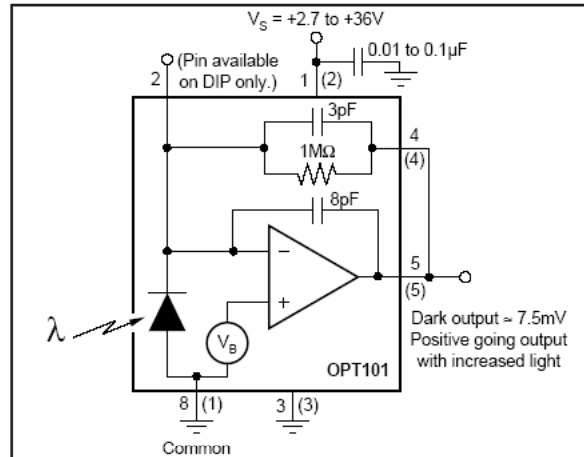 V_S = +2.7 to +36V
(Pin available
on DIP only.)
2
1
(2)
0.01 to 0.1µF
3pF
1MΩ
8pF
4
(4)
5
(5)
−
+
λ
V_B
OPT101
Dark output ≈ 7.5mV
Positive going output
with increased light
8
(1)
3
(3)
Common